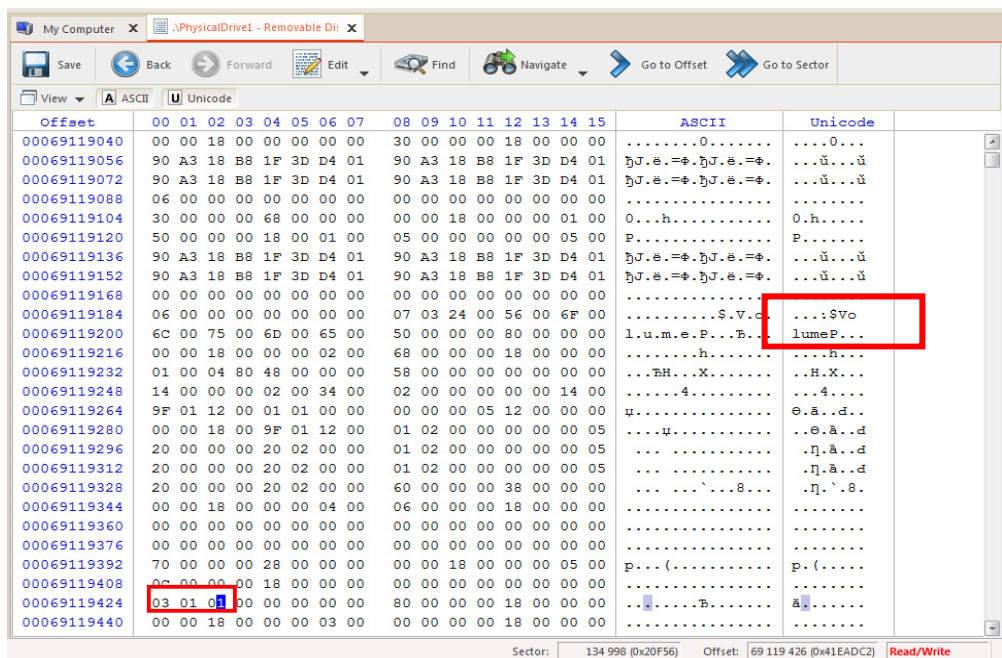 My Computer X .\PhysicalDrive1 - Removable Di: X
Save Back Forward Edit Find Navigate Go to Offset Go to Sector
View A ASCII U Unicode
Offset 00 01 02 03 04 05 06 07 08 09 10 11 12 13 14 15 ASCII Unicode
00069119040 00 00 18 00 00 00 00 00 30 00 00 00 18 00 00 00 ........0....... ....0...
00069119056 90 A3 18 B8 1F 3D D4 01 90 A3 18 B8 1F 3D D4 01 ђЈ.ё.=Ф.ђЈ.ё.=Ф. ...ŭ...ŭ
00069119072 90 A3 18 B8 1F 3D D4 01 90 A3 18 B8 1F 3D D4 01 ђЈ.ё.=Ф.ђЈ.ё.=Ф. ...ŭ...ŭ
00069119088 06 00 00 00 00 00 00 00 00 00 00 00 00 00 00 00 ................ ........
00069119104 30 00 00 00 68 00 00 00 00 00 18 00 00 00 01 00 0...h........... 0.h.....
00069119120 50 00 00 00 18 00 01 00 05 00 00 00 00 00 05 00 P............... P.......
00069119136 90 A3 18 B8 1F 3D D4 01 90 A3 18 B8 1F 3D D4 01 ђЈ.ё.=Ф.ђЈ.ё.=Ф. ...ŭ...ŭ
00069119152 90 A3 18 B8 1F 3D D4 01 90 A3 18 B8 1F 3D D4 01 ђЈ.ё.=Ф.ђЈ.ё.=Ф. ...ŭ...ŭ
00069119168 00 00 00 00 00 00 00 00 00 00 00 00 00 00 00 00 ................ ........
00069119184 06 00 00 00 00 00 00 00 07 03 24 00 56 00 6F 00 ..........$.V.o. ...:$Vo
00069119200 6C 00 75 00 6D 00 65 00 50 00 00 00 80 00 00 00 l.u.m.e.P...Ђ... lumeP...
00069119216 00 00 18 00 00 00 02 00 68 00 00 00 18 00 00 00 ........h....... ....h...
00069119232 01 00 04 80 48 00 00 00 58 00 00 00 00 00 00 00 ...ЂH...X....... ..H.X...
00069119248 14 00 00 00 02 00 34 00 02 00 00 00 00 00 14 00 ......4......... ...4....
00069119264 9F 01 12 00 01 01 00 00 00 00 00 05 12 00 00 00 џ............... Ɵ.ā..d..
00069119280 00 00 18 00 9F 01 12 00 01 02 00 00 00 00 00 05 ....џ........... ..Ɵ.ȁ..d
00069119296 20 00 00 00 20 02 00 00 01 02 00 00 00 00 00 05 ... ........... .Ƞ.ȁ..d
00069119312 20 00 00 00 20 02 00 00 01 02 00 00 00 00 00 05 ... ........... .Ƞ.ȁ..d
00069119328 20 00 00 00 20 02 00 00 60 00 00 00 38 00 00 00 ... ...`...8... .Ƞ.`.8.
00069119344 00 00 18 00 00 00 04 00 06 00 00 00 18 00 00 00 ................ ........
00069119360 00 00 00 00 00 00 00 00 00 00 00 00 00 00 00 00 ................ ........
00069119376 00 00 00 00 00 00 00 00 00 00 00 00 00 00 00 00 ................ ........
00069119392 70 00 00 00 28 00 00 00 00 00 18 00 00 00 05 00 p...(........... p.(.....
00069119408 0C 00 00 00 18 00 00 00 00 00 00 00 00 00 00 00 ................ ........
00069119424 03 01 01 00 00 00 00 00 80 00 00 00 18 00 00 00 ........Ђ....... ă.......
00069119440 00 00 18 00 00 00 03 00 00 00 00 00 18 00 00 00 ................ ........
Sector: 134 998 (0x20F56) Offset: 69 119 426 (0x41EADC2) Read/Write